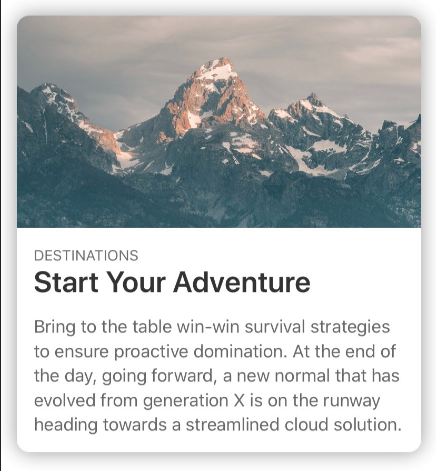 DESTINATIONS
Start Your Adventure
Bring to the table win-win survival strategies
to ensure proactive domination. At the end of
the day, going forward, a new normal that has
evolved from generation X is on the runway
heading towards a streamlined cloud solution.